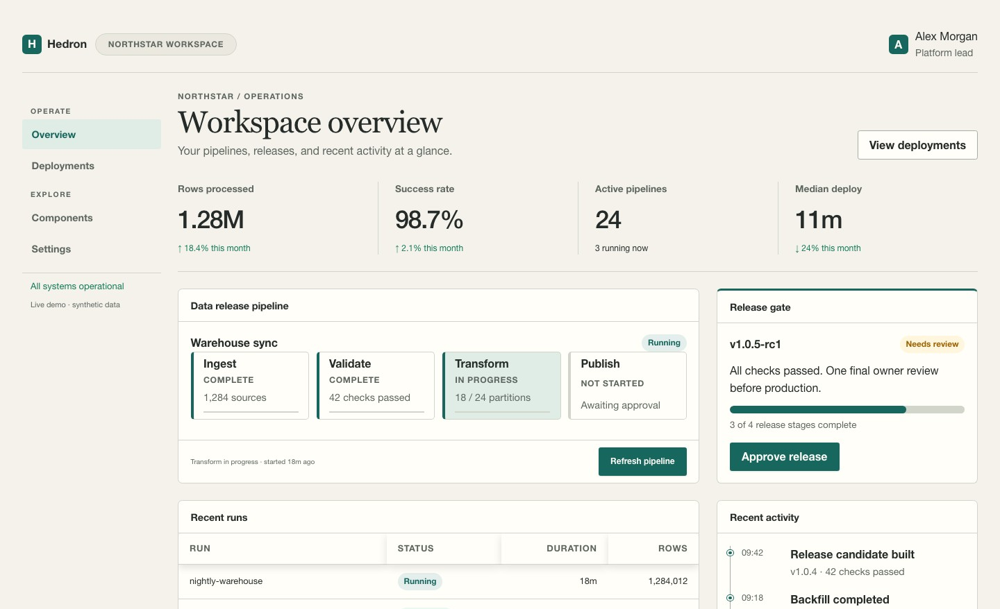 H Hedron NORTHSTAR WORKSPACE
A Alex Morgan
Platform lead
OPERATE
Overview
Deployments
EXPLORE
Components
Settings
All systems operational
Live demo · synthetic data
NORTHSTAR / OPERATIONS
Workspace overview
Your pipelines, releases, and recent activity at a glance.
View deployments
Rows processed
1.28M
↑ 18.4% this month
Success rate
98.7%
↑ 2.1% this month
Active pipelines
24
3 running now
Median deploy
11m
↓ 24% this month
Data release pipeline
Warehouse sync Running
Ingest
COMPLETE
1,284 sources
Validate
COMPLETE
42 checks passed
Transform
IN PROGRESS
18 / 24 partitions
Publish
NOT STARTED
Awaiting approval
Transform in progress · started 18m ago
Refresh pipeline
Release gate
v1.0.5-rc1 Needs review
All checks passed. One final owner review
before production.
3 of 4 release stages complete
Approve release
Recent runs
RUN STATUS DURATION ROWS
nightly-warehouse Running 18m 1,284,012
Recent activity
09:42 Release candidate built
v1.0.4 · 42 checks passed
09:18 Backfill completed